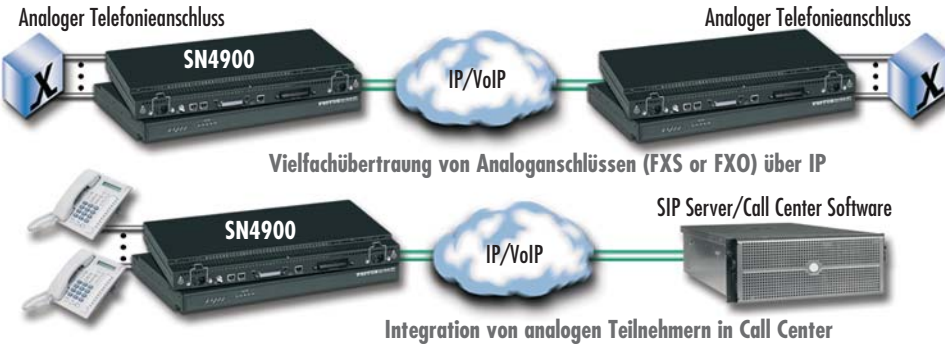 Analoger Telefonieanschluss
Analoger Telefonieanschluss
SN4900
X
IP/VoIP
X
Vielfachübertraung von Analoganschlüssen (FXS or FXO) über IP
SIP Server/Call Center Software
SN4900
IP/VoIP
Integration von analogen Teilnehmern in Call Center